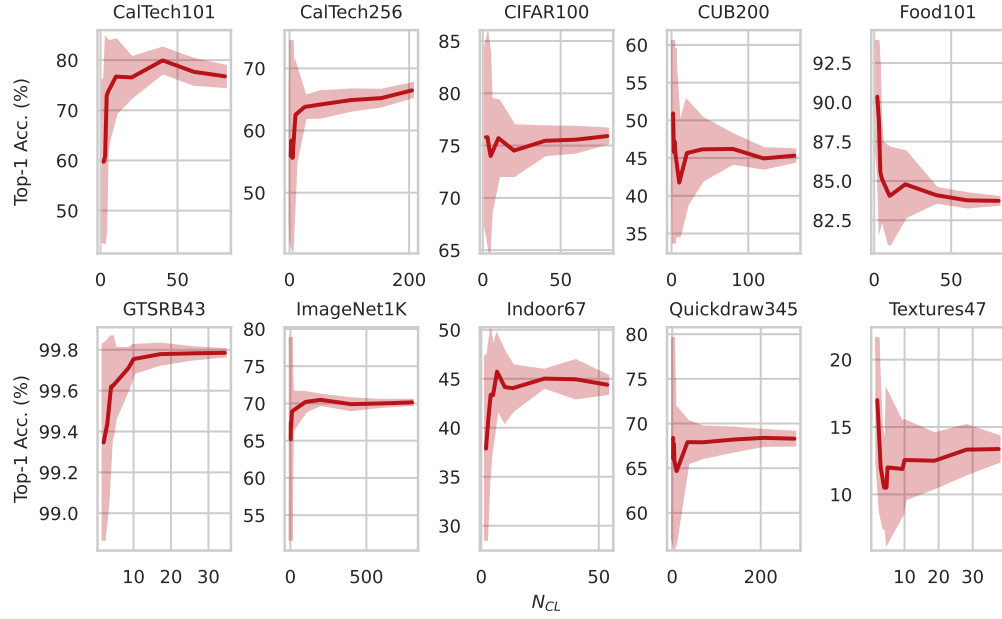 CalTech101 CalTech256 CIFAR100 CUB200 Food101
Top-1 Acc. (%)
80 70 60 50
70 60 50
85 80 75 70 65
60 55 50 45 40 35
92.5 90.0 87.5 85.0 82.5
0 50 0 100 200 0 50 0 100 0 50
GTSRB43 ImageNet1K Indoor67 Quickdraw345 Textures47
Top-1 Acc. (%)
99.8 99.6 99.4 99.2 99.0
80 75 70 65 60 55
50 45 40 35 30
80 75 70 65 60
20 15 10
10 20 30 0 500 0 50 0 200 10 20 30
N_CL